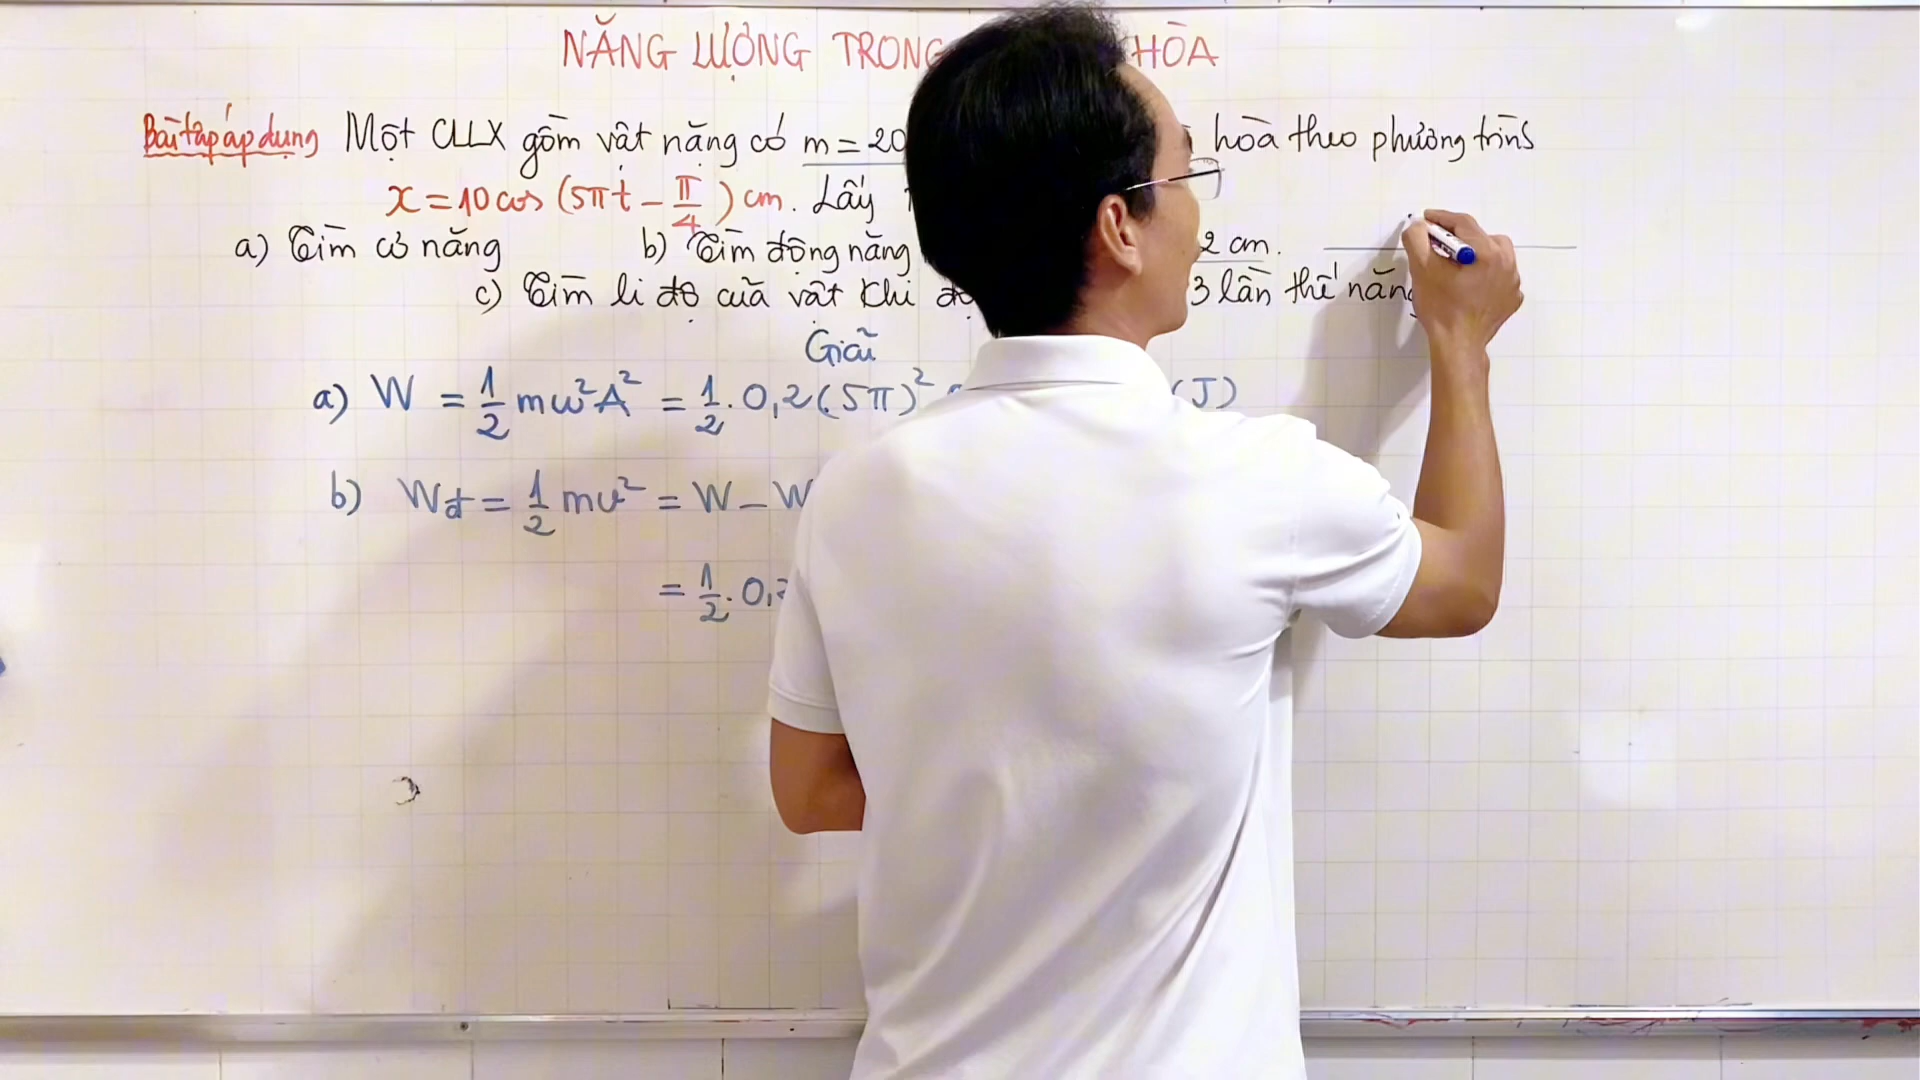 NĂNG LƯỢNG TRONG HÒA
Bài tập áp dụng Một CLLX gồm vật nặng có m = 20 hòa theo phương trình
x = 10 cos (5πt - π/4) cm. Lấy
a) Tìm cơ năng b) Tìm động năng 2 cm.
c) Tìm li độ của vật khi 3 lần thế năng
Giải
a) W = 1/2 mω²A² = 1/2 . 0,2(5π)² (J)
b) Wđ = 1/2 mv² = W - W
= 1/2 . 0,2